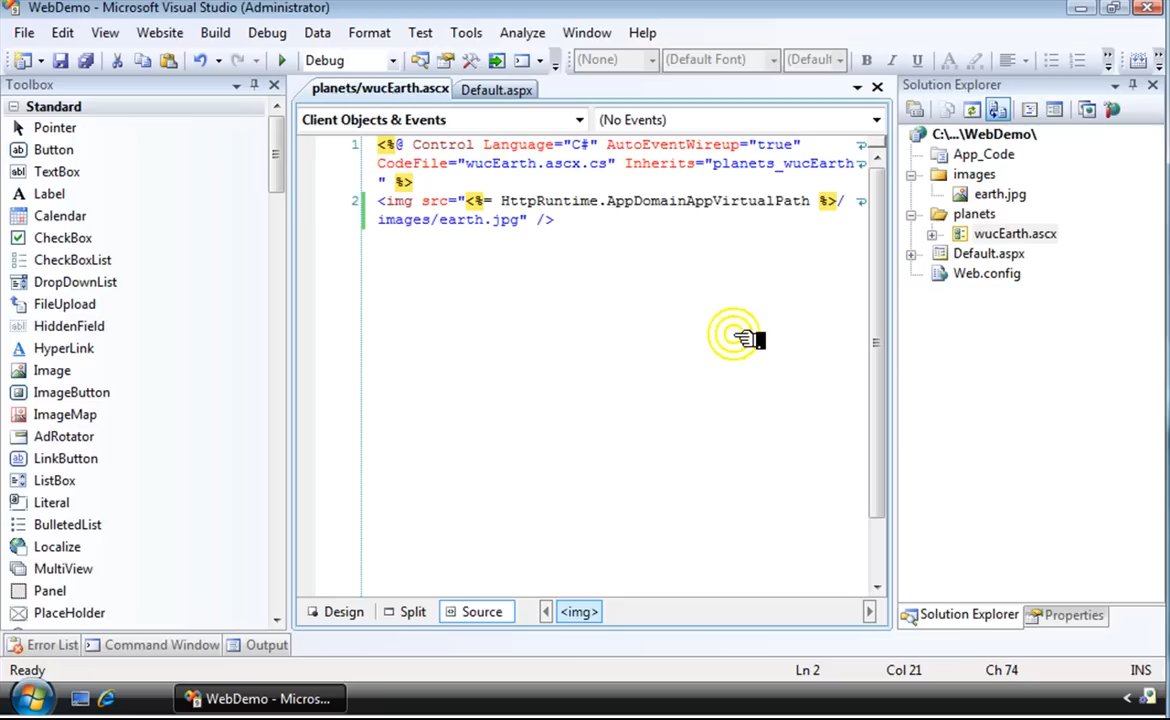 WebDemo - Microsoft Visual Studio (Administrator)
File Edit View Website Build Debug Data Format Test Tools Analyze Window Help
Debug (None) (Default Font) (Default B I U A
Toolbox
Standard
Pointer
Button
TextBox
Label
Calendar
CheckBox
CheckBoxList
DropDownList
FileUpload
HiddenField
HyperLink
Image
ImageButton
ImageMap
AdRotator
LinkButton
ListBox
Literal
BulletedList
Localize
MultiView
Panel
PlaceHolder
planets/wucEarth.ascx Default.aspx
Client Objects & Events (No Events)
1 <%@ Control Language="C#" AutoEventWireup="true"
CodeFile="wucEarth.ascx.cs" Inherits="planets_wucEarth
" %>
2 <img src="<%= HttpRuntime.AppDomainAppVirtualPath %>/
images/earth.jpg" />
Design Split Source <img>
Solution Explorer
C:\...\WebDemo\
App_Code
images
earth.jpg
planets
wucEarth.ascx
Default.aspx
Web.config
Solution Explorer Properties
Error List Command Window Output
Ready Ln 2 Col 21 Ch 74 INS
WebDemo - Micros...